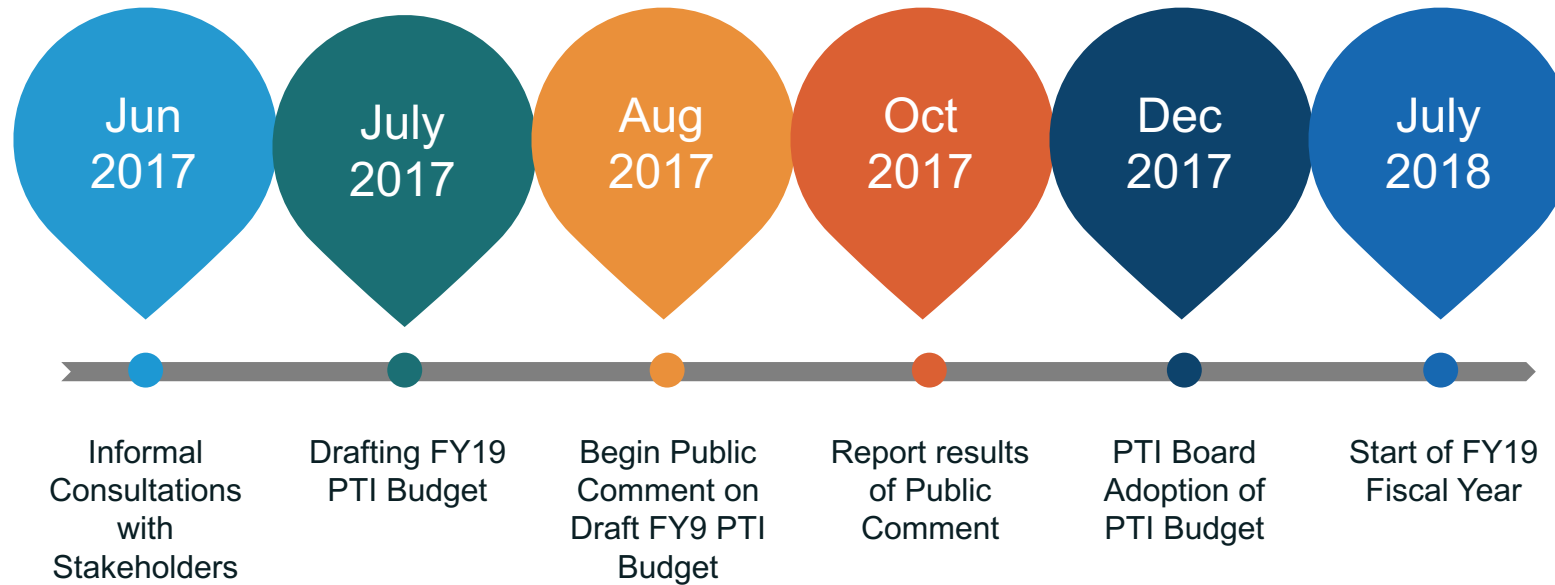 Jun
2017
July
2017
Aug
2017
Oct
2017
Dec
2017
July
2018
Informal
Consultations
with
Stakeholders
Drafting FY19
PTI Budget
Begin Public
Comment on
Draft FY9 PTI
Budget
Report results
of Public
Comment
PTI Board
Adoption of
PTI Budget
Start of FY19
Fiscal Year